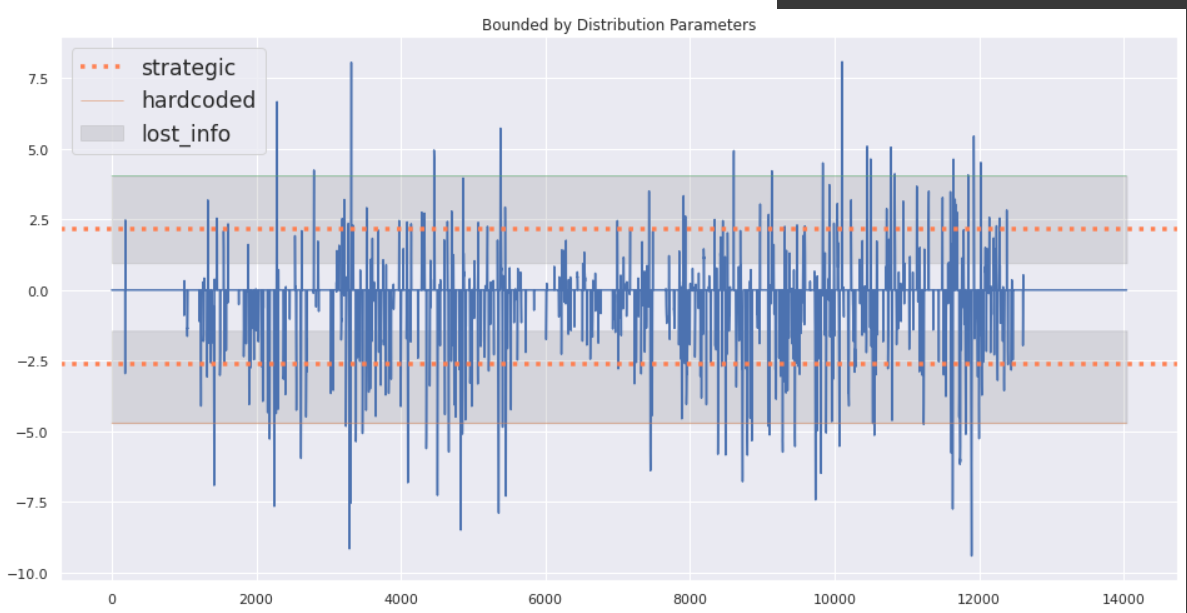 Bounded by Distribution Parameters
strategic
hardcoded
lost_info
7.5
5.0
2.5
0.0
−2.5
−5.0
−7.5
−10.0
0 2000 4000 6000 8000 10000 12000 14000